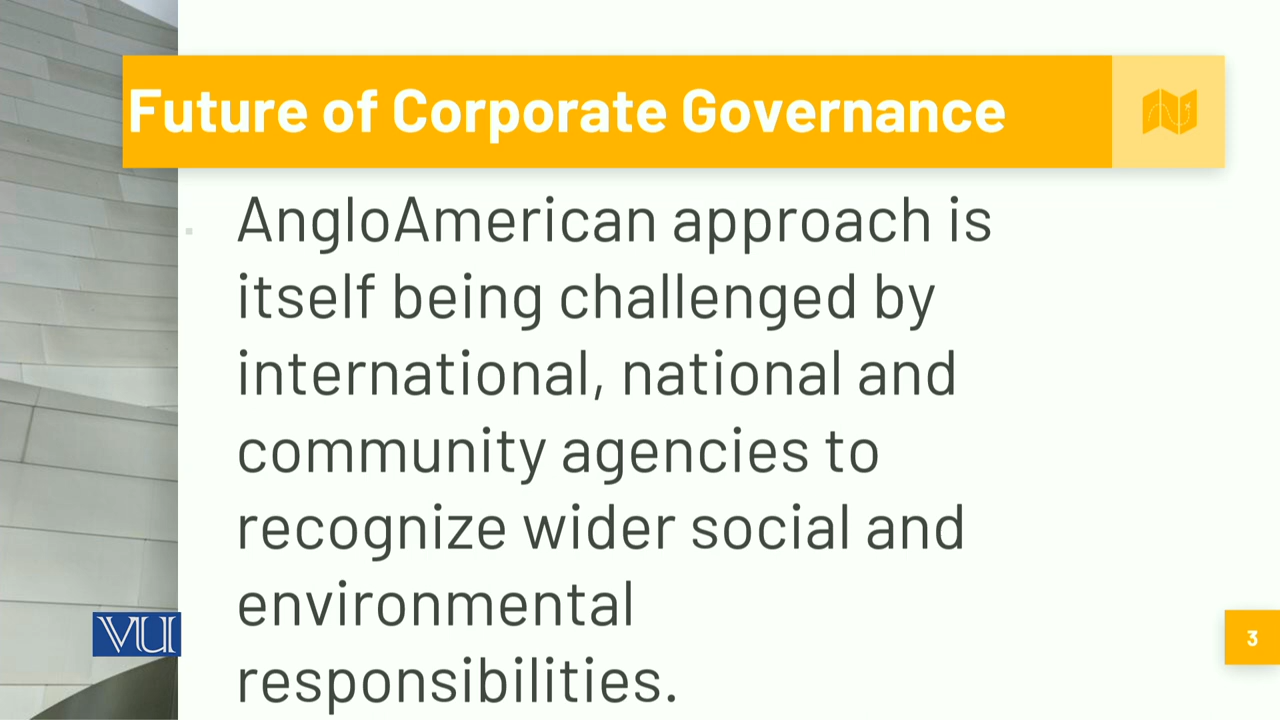 Future of Corporate Governance
AngloAmerican approach is
itself being challenged by
international, national and
community agencies to
recognize wider social and
environmental
responsibilities.
VU
3